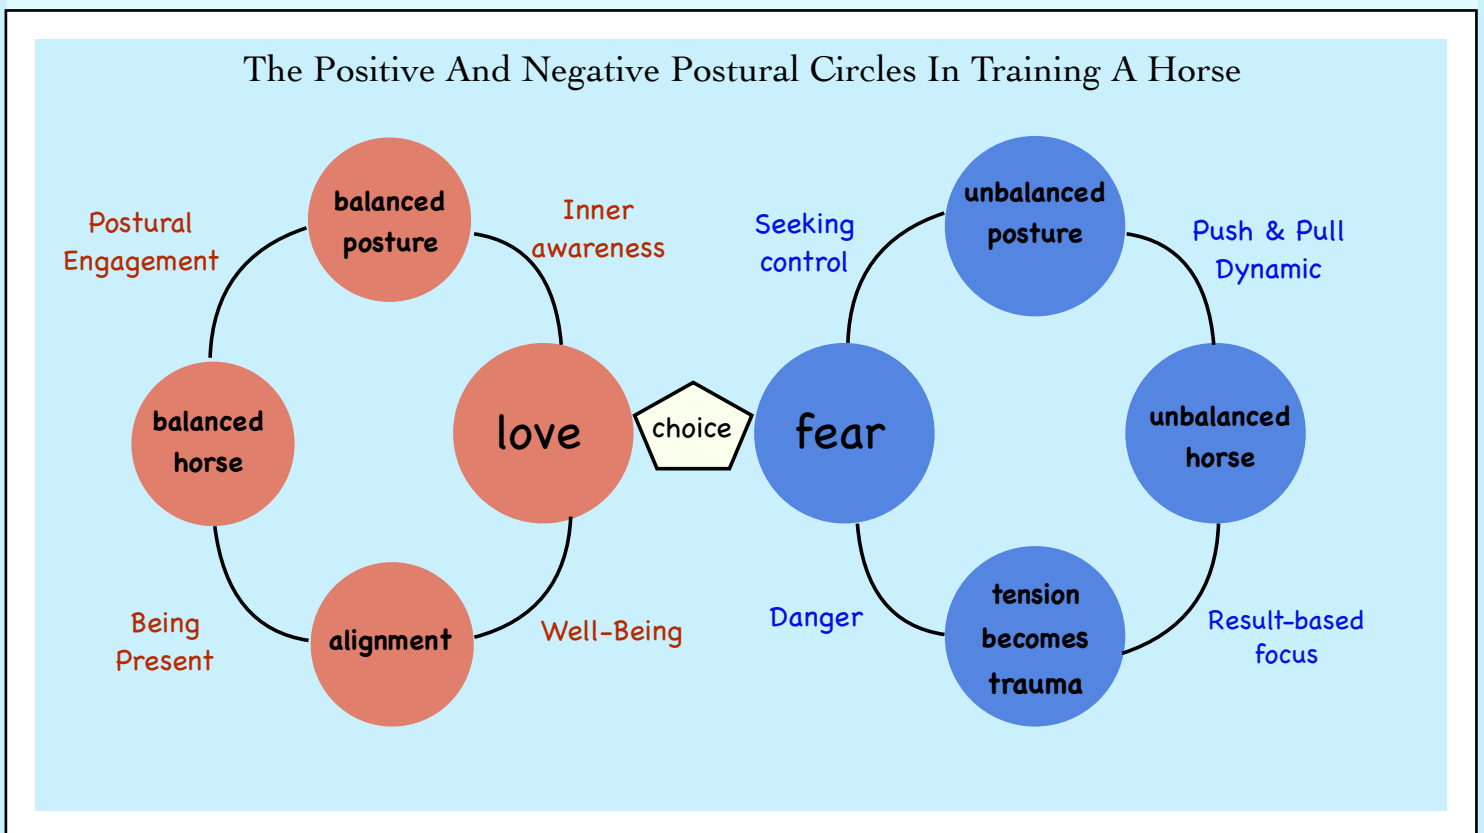 The Positive And Negative Postural Circles In Training A Horse
balanced
posture
Inner
awareness
Postural
Engagement
love
balanced
horse
Being
Present
alignment
Well-Being
choice
fear
Seeking
control
unbalanced
posture
Push & Pull
Dynamic
unbalanced
horse
Result-based
focus
tension
becomes
trauma
Danger